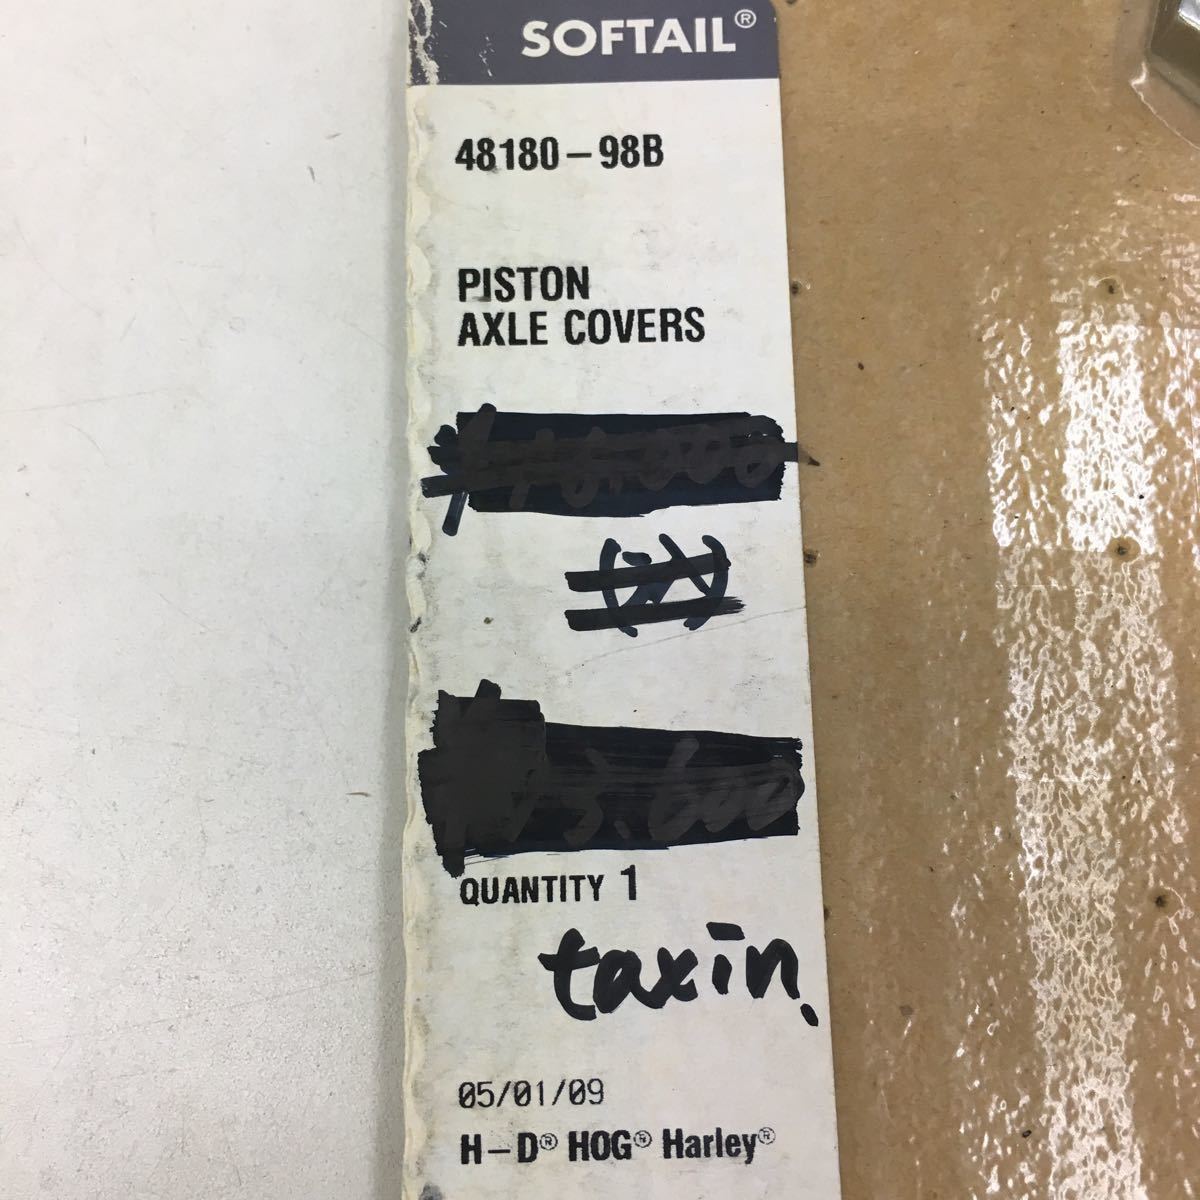 SOFTAIL®
48180-98B
PISTON
AXLE COVERS
QUANTITY 1
taxin.
05/01/09
H-D® HOG® Harley®